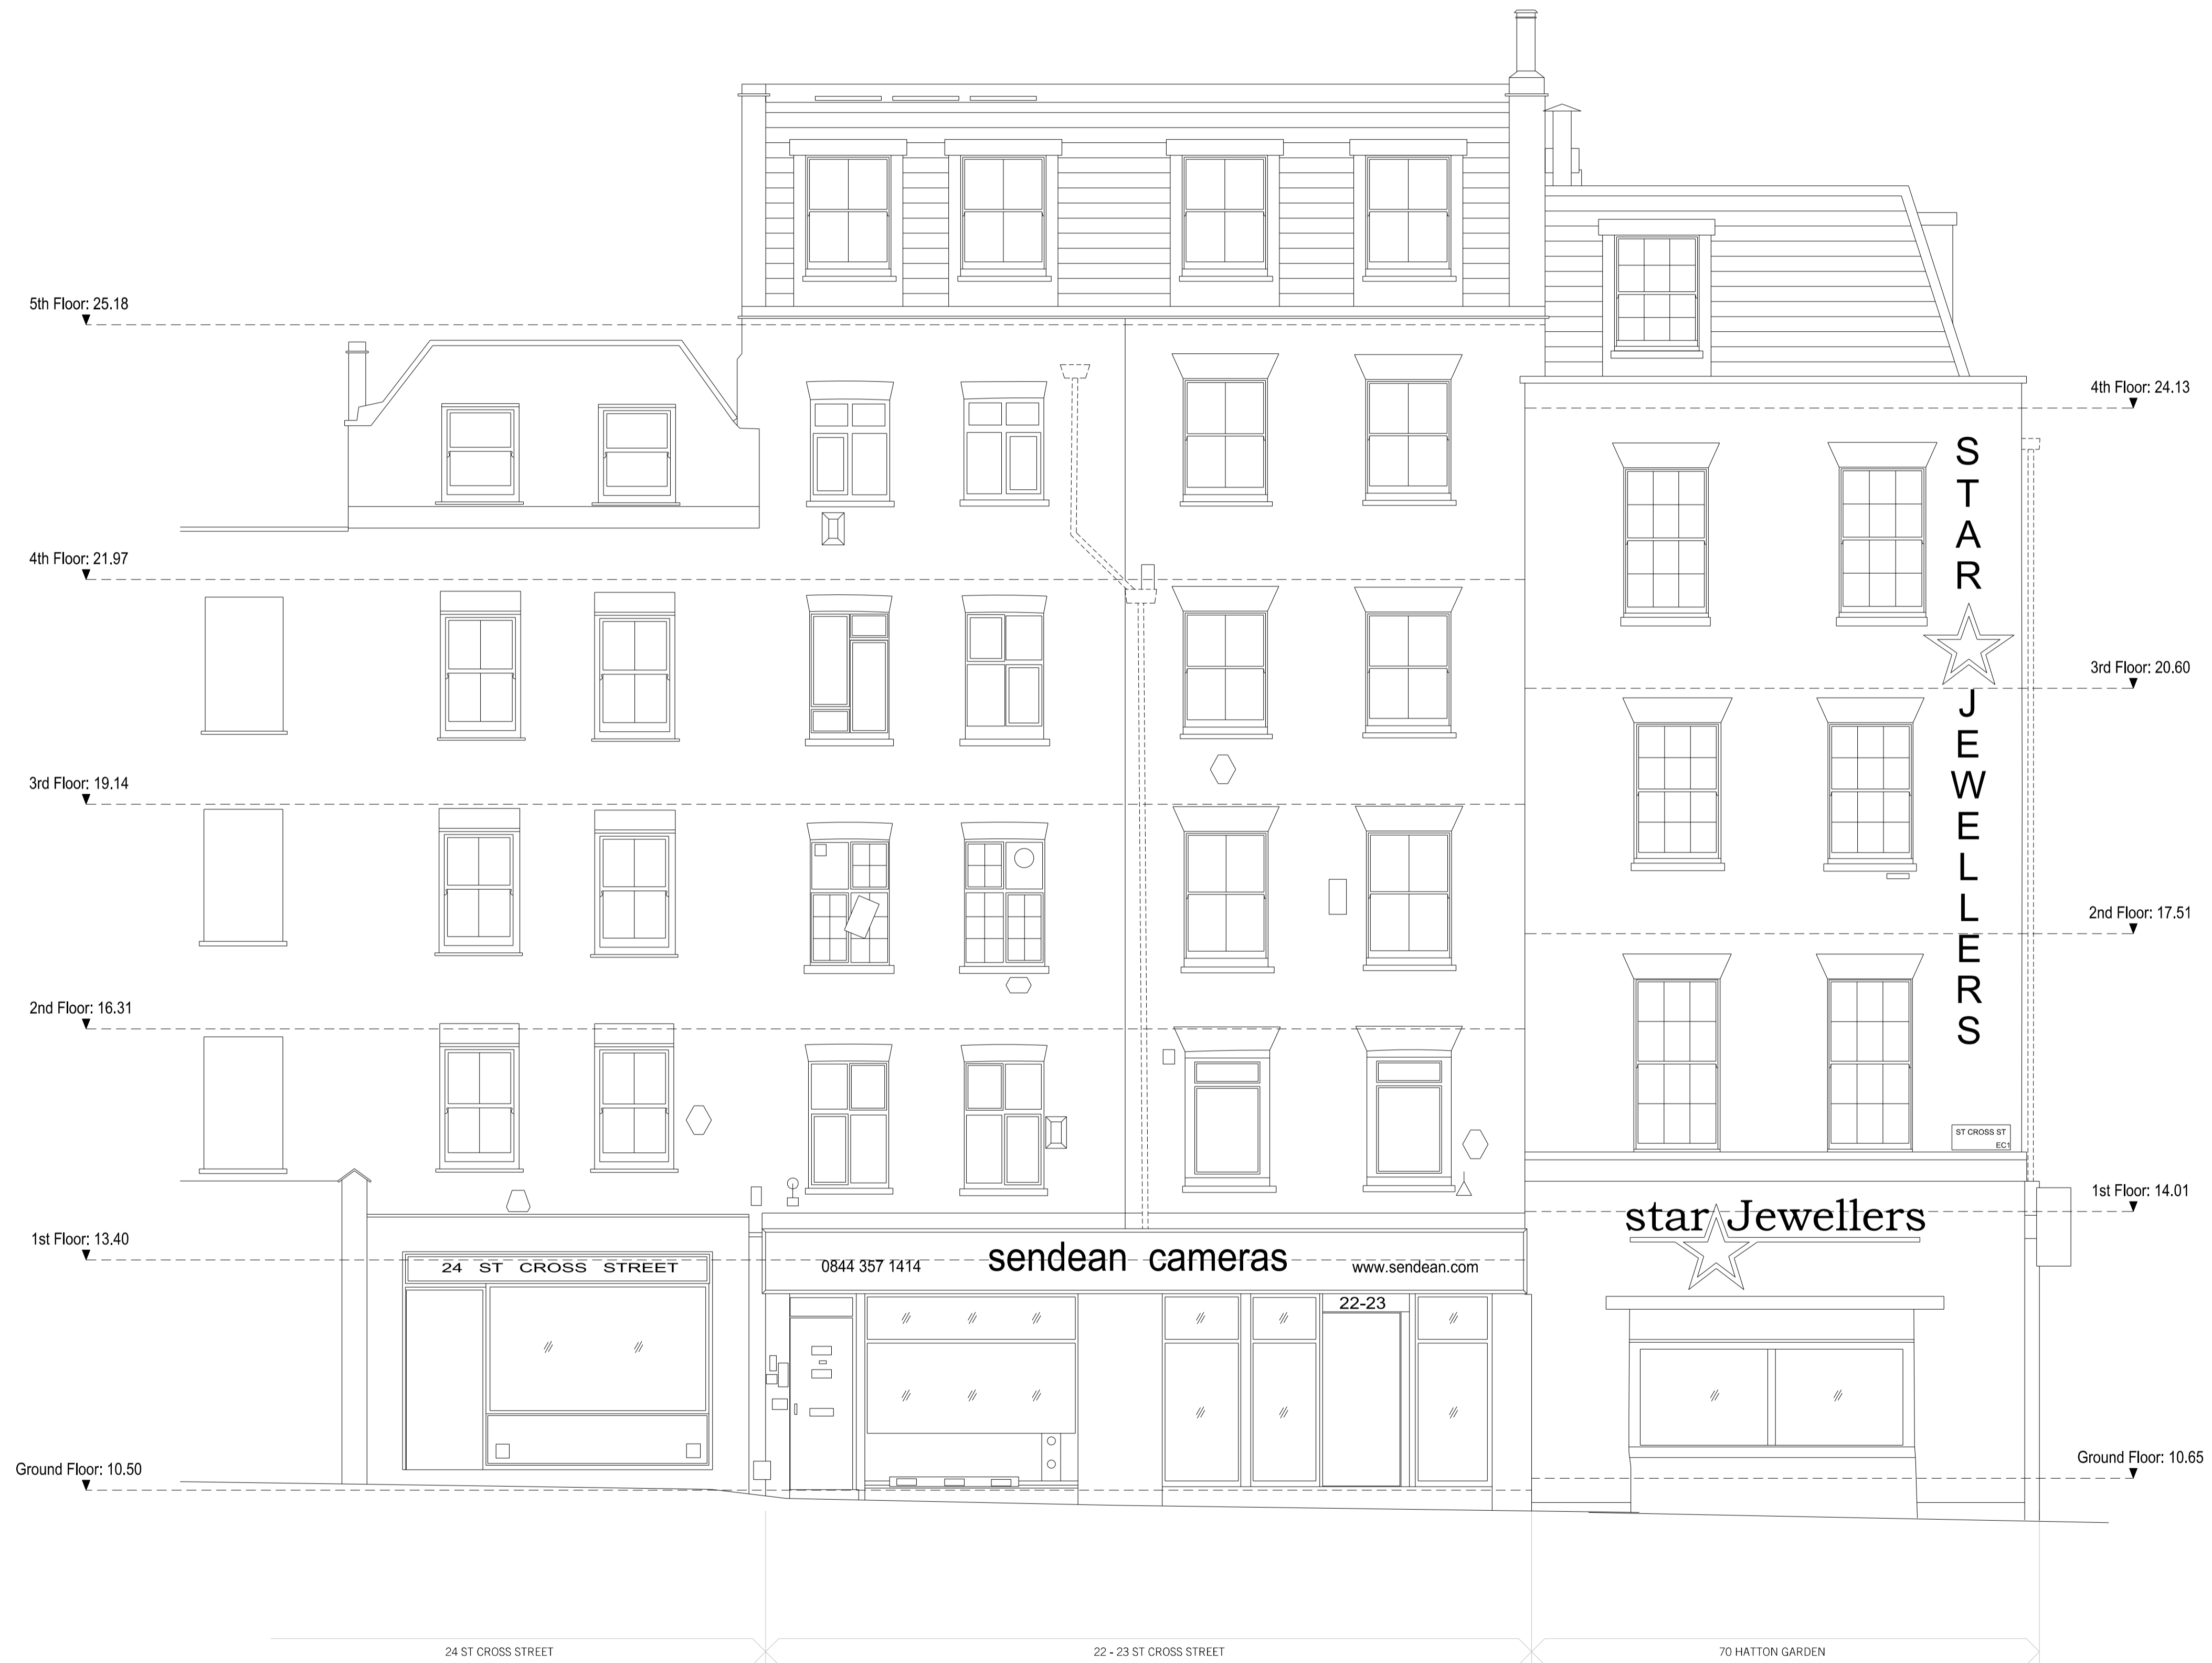 5th Floor: 25.18
4th Floor: 24.13
STAR
4th Floor: 21.97
3rd Floor: 20.60
JEWELLERS
3rd Floor: 19.14
2nd Floor: 17.51
2nd Floor: 16.31
ST CROSS ST
EC1
1st Floor: 14.01
star Jewellers
1st Floor: 13.40
24 ST CROSS STREET
0844 357 1414
sendean cameras
www.sendean.com
22-23
Ground Floor: 10.50
Ground Floor: 10.65
24 ST CROSS STREET
22 - 23 ST CROSS STREET
70 HATTON GARDEN